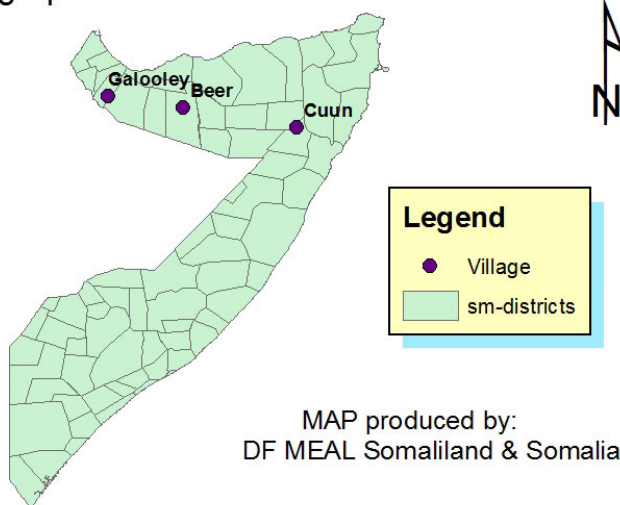 Galooley
Beer
Cuun
N
Legend
Village
sm-districts
MAP produced by:
DF MEAL Somaliland & Somalia